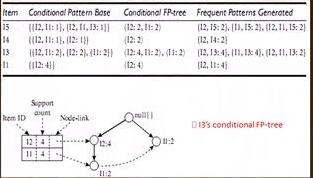 Item Conditional Pattern Base Conditional FP-tree Frequent Patterns Generated
I5 {{I2, I1: 1}, {I2, I1, I3: 1}} ⟨I2: 2, I1: 2⟩ {I2, I5: 2}, {I1, I5: 2}, {I2, I1, I5: 2}
I4 {{I2, I1: 1}, {I2: 1}} ⟨I2: 2⟩ {I2, I4: 2}
I3 {{I2, I1: 2}, {I2: 2}, {I1: 2}} ⟨I2: 4, I1: 2⟩, ⟨I1: 2⟩ {I2, I3: 4}, {I1, I3: 4}, {I2, I1, I3: 2}
I1 {{I2: 4}} ⟨I2: 4⟩ {I2, I1: 4}
Support
count
Item ID Node-link
null{}
I3's conditional FP-tree
I2 4
I2:4
I1:2
I1 4
I1:2